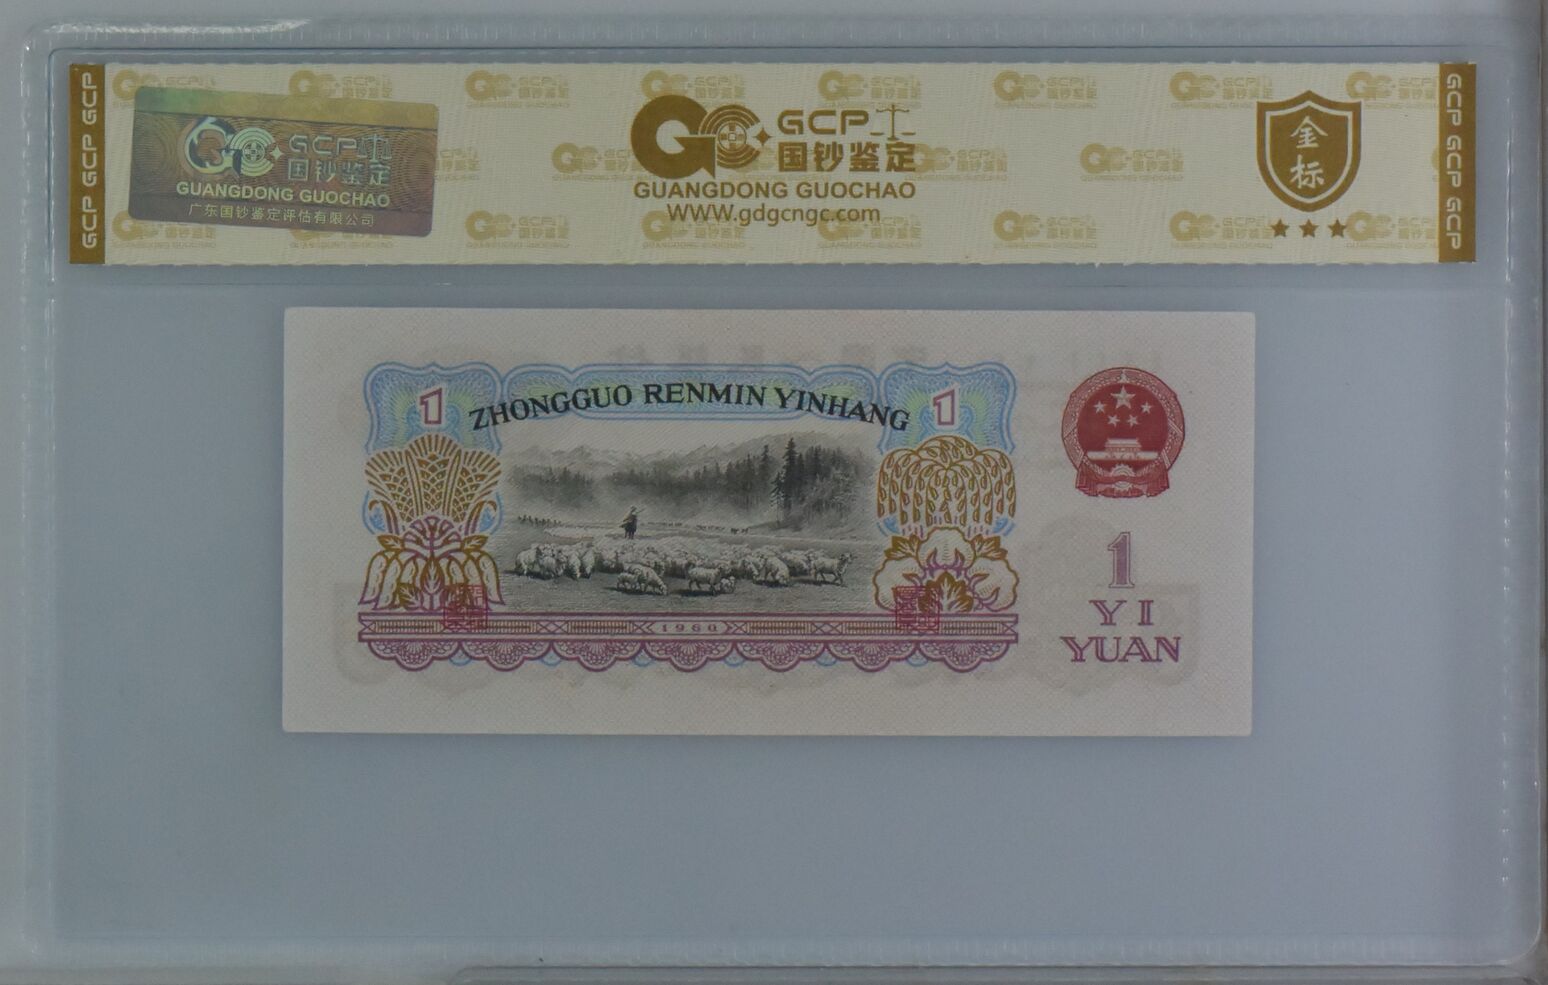 GCP GCP GCP
GCP
国钞鉴定
GUANGDONG GUOCHAO
广东国钞鉴定评估有限公司
GCP
国钞鉴定
GUANGDONG GUOCHAO
WWW.gdgcngc.com
金
标
GCP GCP GCP
1
ZHONGGUO RENMIN YINHANG
1
1960
1
YI
YUAN